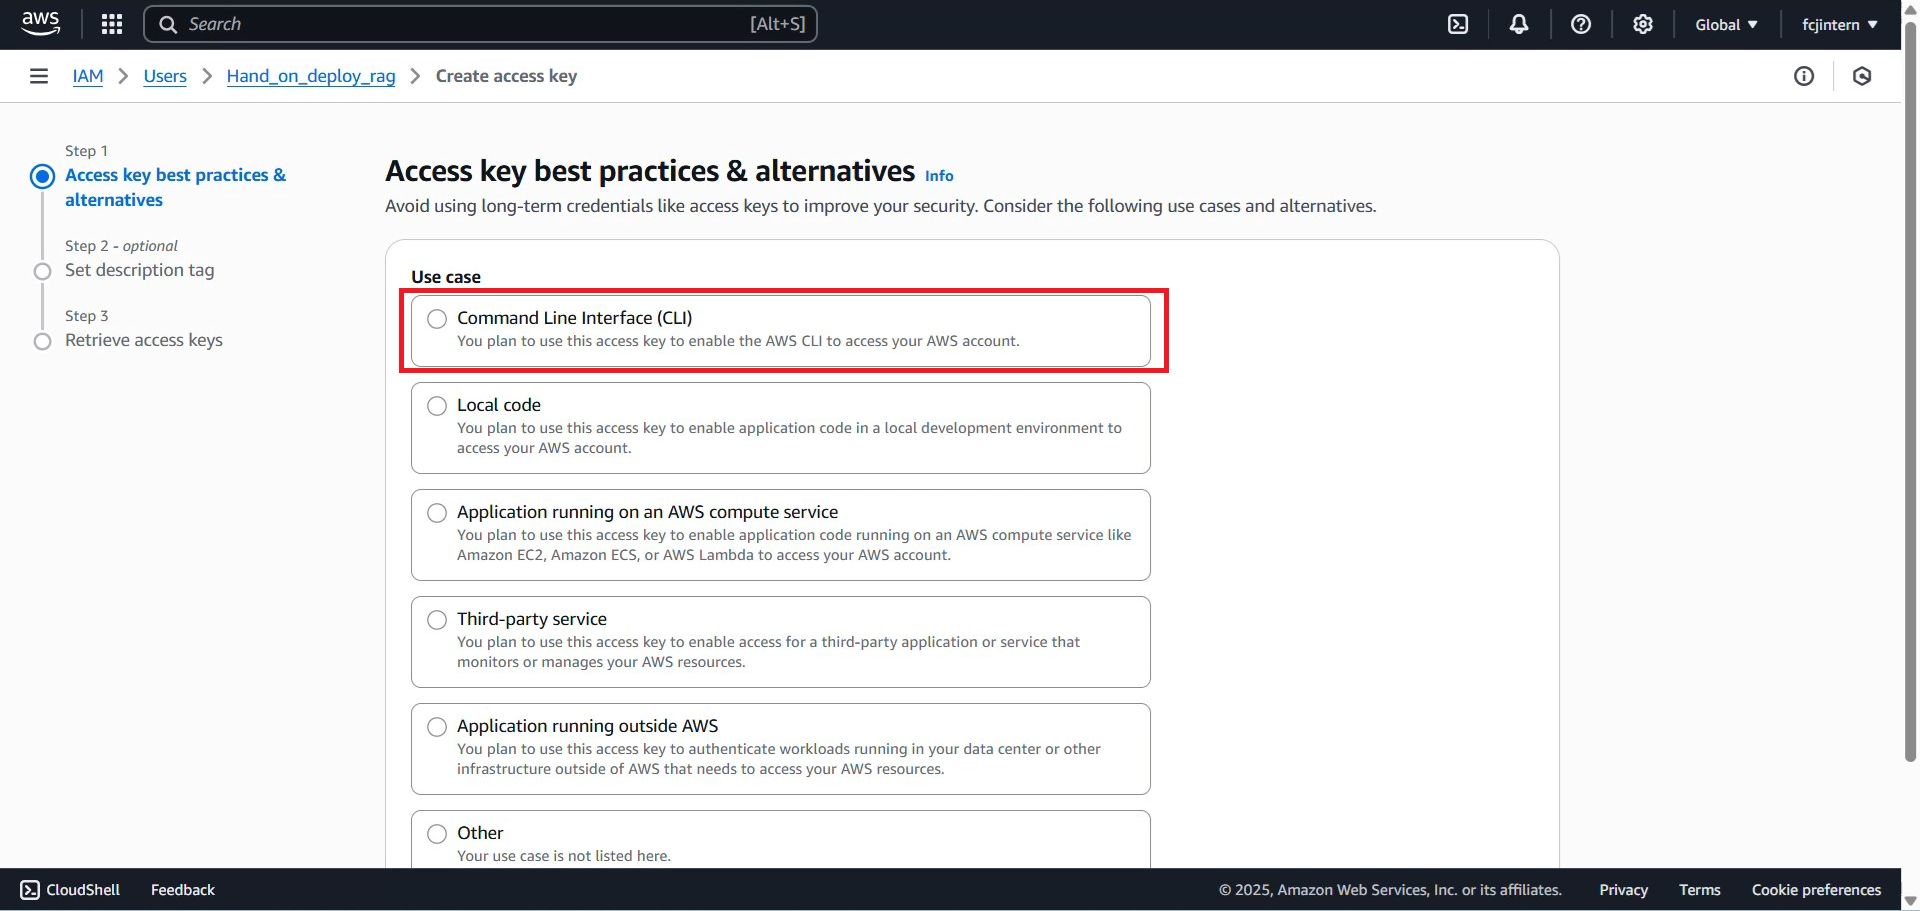 aws
Search
[Alt+S]
Global
fcjintern
IAM
Users
Hand_on_deploy_rag
Create access key
Step 1
Access key best practices &
alternatives
Step 2 - optional
Set description tag
Step 3
Retrieve access keys
Access key best practices & alternatives Info
Avoid using long-term credentials like access keys to improve your security. Consider the following use cases and alternatives.
Use case
Command Line Interface (CLI)
You plan to use this access key to enable the AWS CLI to access your AWS account.
Local code
You plan to use this access key to enable application code in a local development environment to
access your AWS account.
Application running on an AWS compute service
You plan to use this access key to enable application code running on an AWS compute service like
Amazon EC2, Amazon ECS, or AWS Lambda to access your AWS account.
Third-party service
You plan to use this access key to enable access for a third-party application or service that
monitors or manages your AWS resources.
Application running outside AWS
You plan to use this access key to authenticate workloads running in your data center or other
infrastructure outside of AWS that needs to access your AWS resources.
Other
Your use case is not listed here.
CloudShell
Feedback
© 2025, Amazon Web Services, Inc. or its affiliates.
Privacy
Terms
Cookie preferences